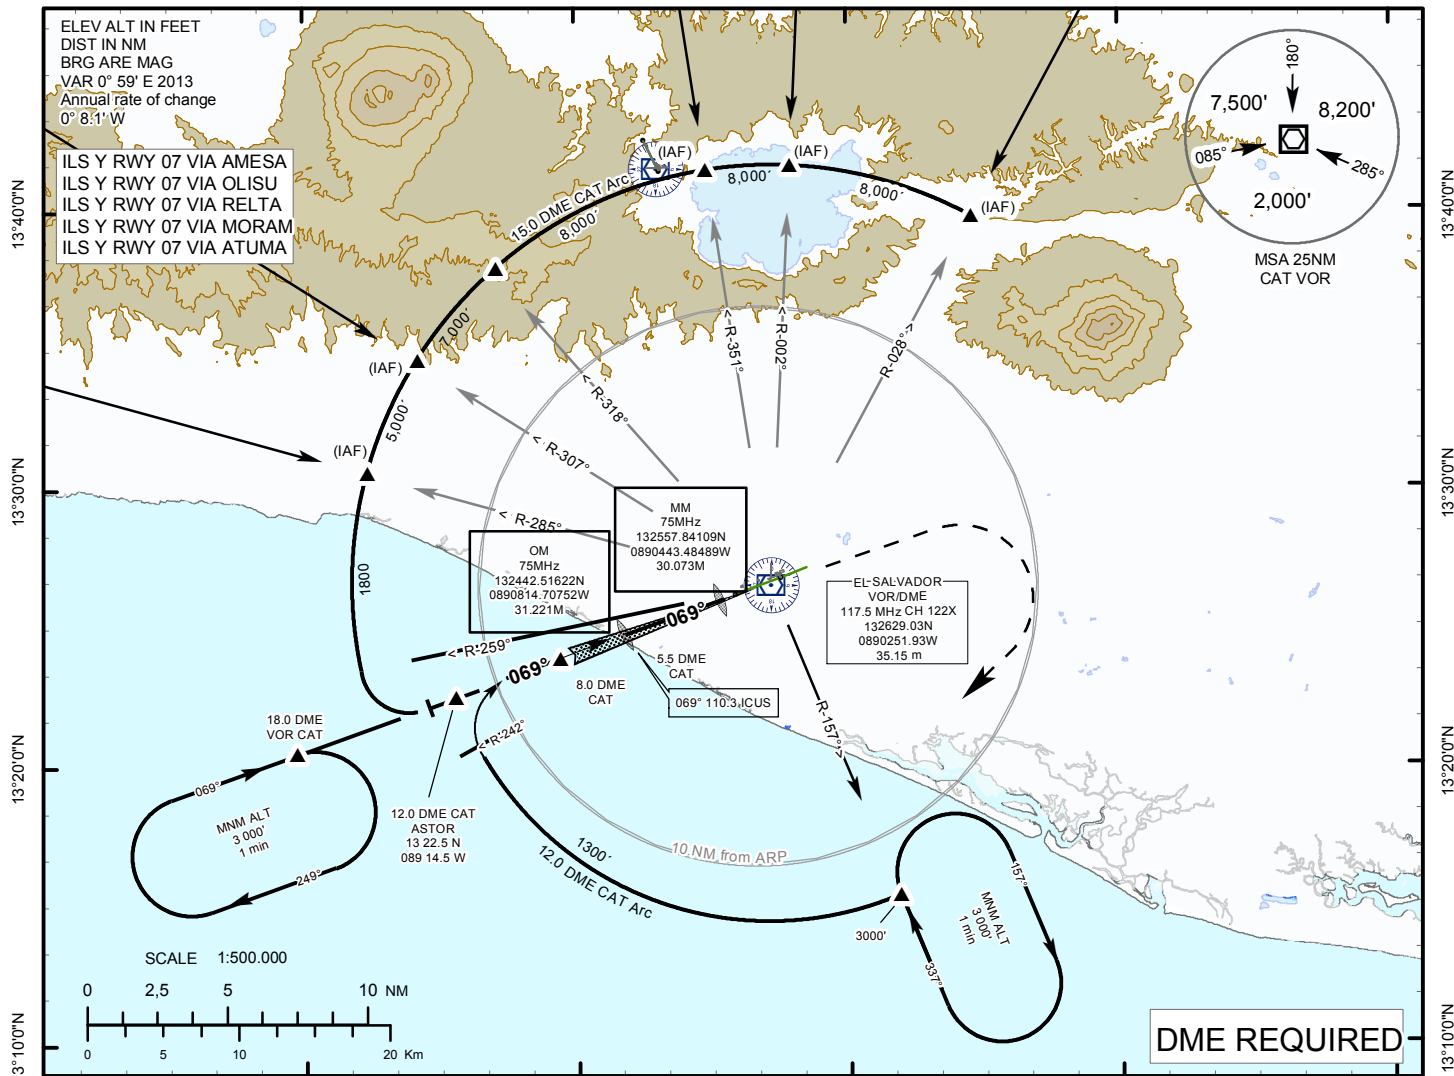 ELEV ALT IN FEET
DIST IN NM
BRG ARE MAG
VAR 0° 59' E 2013
Annual rate of change
0° 8.1' W
ILS Y RWY 07 VIA AMESA
ILS Y RWY 07 VIA OLISU
ILS Y RWY 07 VIA RELTA
ILS Y RWY 07 VIA MORAM
ILS Y RWY 07 VIA ATUMA
180°
7,500'
8,200'
085°
285°
2,000'
MSA 25NM
CAT VOR
(IAF)
(IAF)
(IAF)
(IAF)
(IAF)
8,000'
8,000'
15.0 DME CAT Arc
8,000'
7,000'
5,000'
1800
<-R-351°
<-R-002°
R-028° >
< R-318°
< R-307°
< R-285°
< R-259°
< R-242°
R-157° >
MM
75MHz
132557.84109N
0890443.48489W
30.073M
OM
75MHz
132442.51622N
0890814.70752W
31.221M
EL SALVADOR
VOR/DME
117.5 MHz CH 122X
132629.03N
0890251.93W
35.15 m
069°
069°
5.5 DME
CAT
8.0 DME
CAT
069° 110.3 ICUS
18.0 DME
VOR CAT
069°
MNM ALT
3 000'
1 min
249°
12.0 DME CAT
ASTOR
13 22.5 N
089 14.5 W
10 NM from ARP
1300'
12.0 DME CAT Arc
3000'
157°
MNM ALT
3 000'
1 min
337°
SCALE 1:500.000
0 2,5 5 10 NM
0 5 10 20 Km
DME REQUIRED
13°40'0"N
13°30'0"N
13°20'0"N
3°10'0"N
13°40'0"N
13°30'0"N
13°20'0"N
13°10'0"N